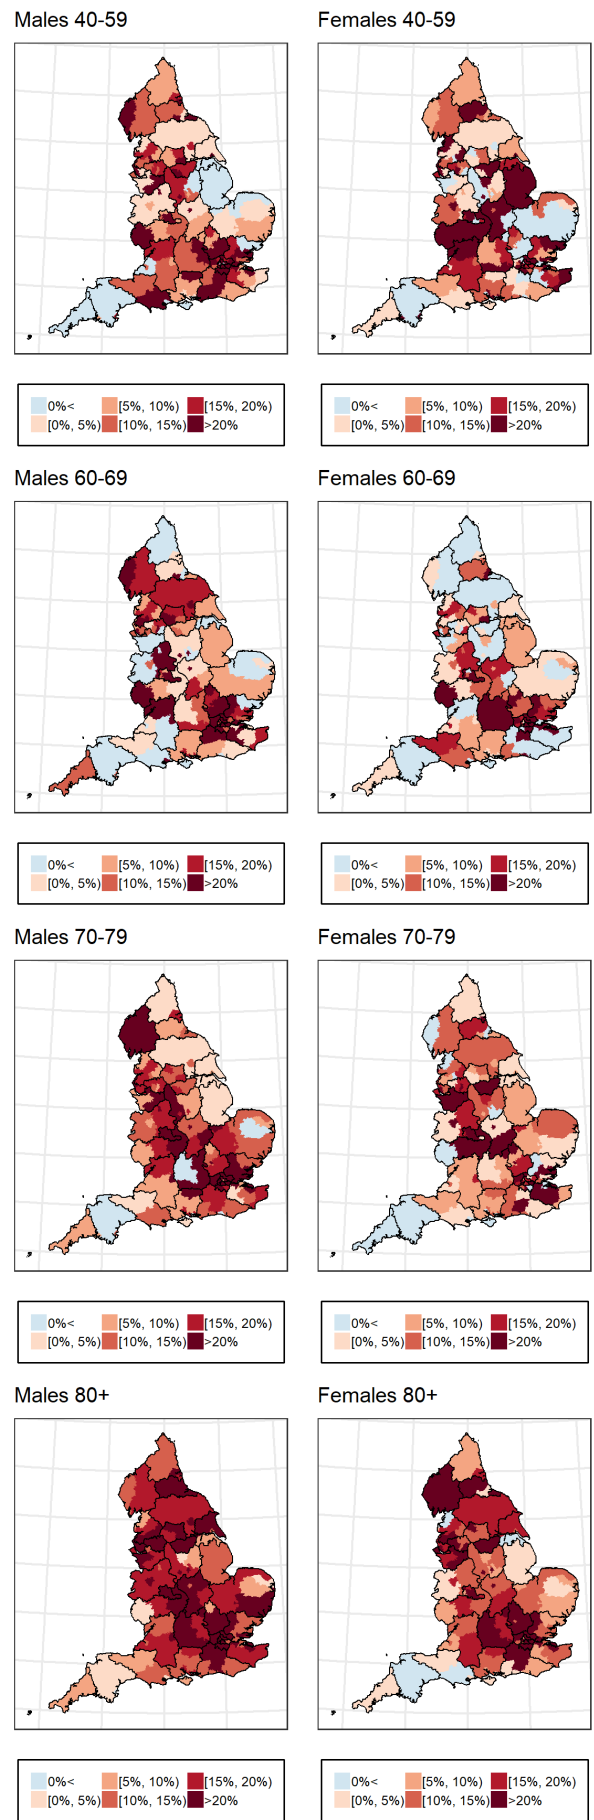 Males 40-59 Females 40-59
0%< [5%, 10%) [15%, 20%) 0%< [5%, 10%) [15%, 20%)
[0%, 5%) [10%, 15%) >20% [0%, 5%) [10%, 15%) >20%
Males 60-69 Females 60-69
0%< [5%, 10%) [15%, 20%) 0%< [5%, 10%) [15%, 20%)
[0%, 5%) [10%, 15%) >20% [0%, 5%) [10%, 15%) >20%
Males 70-79 Females 70-79
0%< [5%, 10%) [15%, 20%) 0%< [5%, 10%) [15%, 20%)
[0%, 5%) [10%, 15%) >20% [0%, 5%) [10%, 15%) >20%
Males 80+ Females 80+
0%< [5%, 10%) [15%, 20%) 0%< [5%, 10%) [15%, 20%)
[0%, 5%) [10%, 15%) >20% [0%, 5%) [10%, 15%) >20%